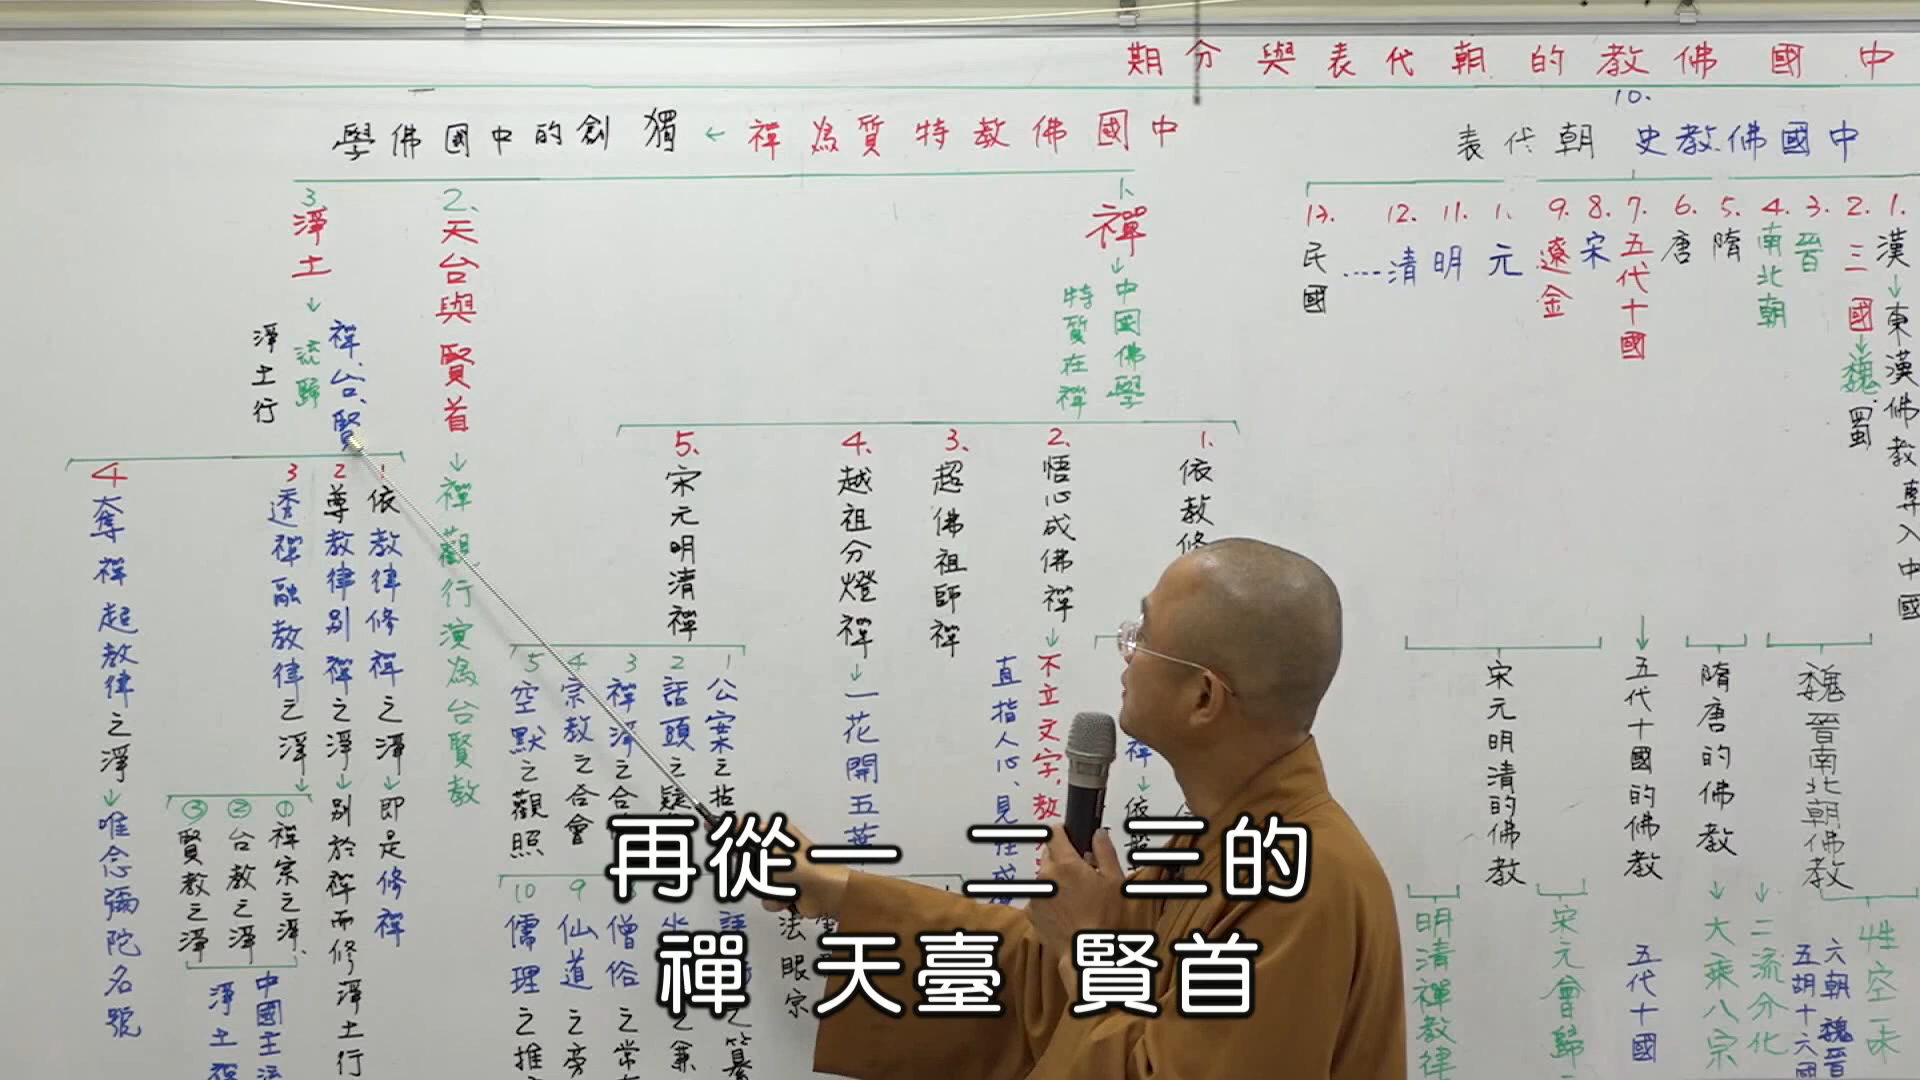 中國佛教的朝代表與分期
10.
中國佛教史朝代表
1. 漢→東漢佛教專入中國
2. 三國→魏
蜀
3. 晉
4. 南北朝
5. 隋
6. 唐
7. 五代十國
8. 宋
9. 遼金
1. 元
11. 明
12. 清....
13. 民國
魏晉南北朝佛教
性空一味
六朝 魏晉
五胡十六國
隋唐的佛教
二流分化
大乘八宗
五代十國的佛教
五代十國
宋元明清的佛教
宋元會歸
明清禪教律
中國佛教特質為禪←獨創的中國佛學
1. 禪
中國佛學
特質在禪
1. 依教修
禪
2. 悟心成佛禪
不立文字,教
直指人心、見性成佛
3. 超佛祖師禪
4. 越祖分燈禪
一花開五葉
法眼宗
5. 宋元明清禪
1 公案之拈
2 話頭之疑
3 禪淨之合
4 宗教之合會
5 空默之觀照
僧俗之常
9 仙道之旁
10 儒理之推
2. 天台與賢首
禪觀行演為台賢教
3. 淨土
禪、台、賢
流歸
淨土行
1 依教律修禪之淨→即是修禪
2 尊教律別禪之淨→別於禪而修淨土行
3 透禪融教律之淨
① 禪宗之淨
② 台教之淨
③ 賢教之淨
中國主流
淨土禪
4 奪禪超教律之淨→唯念彌陀名號
再從一 二 三的
禪 天臺 賢首